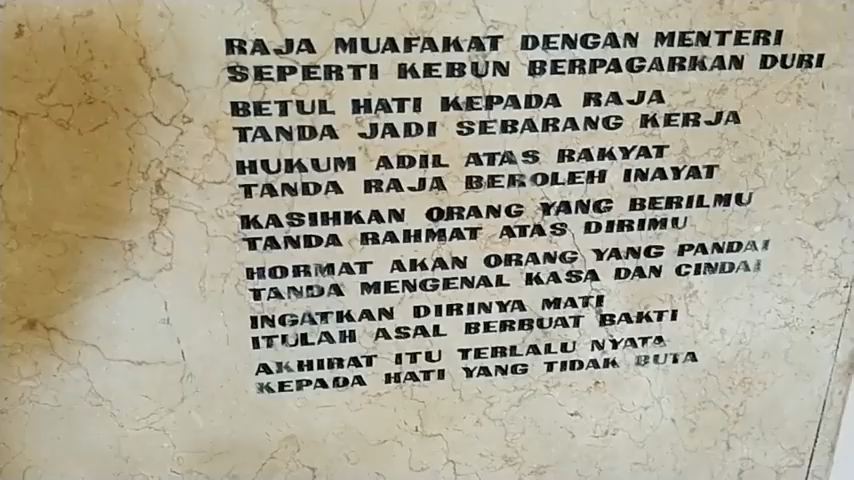 RAJA MUAFAKAT DENGAN MENTERI
SEPERTI KEBUN BERPAGARKAN DURI
BETUL HATI KEPADA RAJA
TANDA JADI SEBARANG KERJA
HUKUM ADIL ATAS RAKYAT
TANDA RAJA BEROLEH INAYAT
KASIHKAN ORANG YANG BERILMU
TANDA RAHMAT ATAS DIRIMU
HORMAT AKAN ORANG YANG PANDAI
TANDA MENGENAL KASA DAN CINDAI
INGATKAN DIRINYA MATI
ITULAH ASAL BERBUAT BAKTI
AKHIRAT ITU TERLALU NYATA
KEPADA HATI YANG TIDAK BUTA